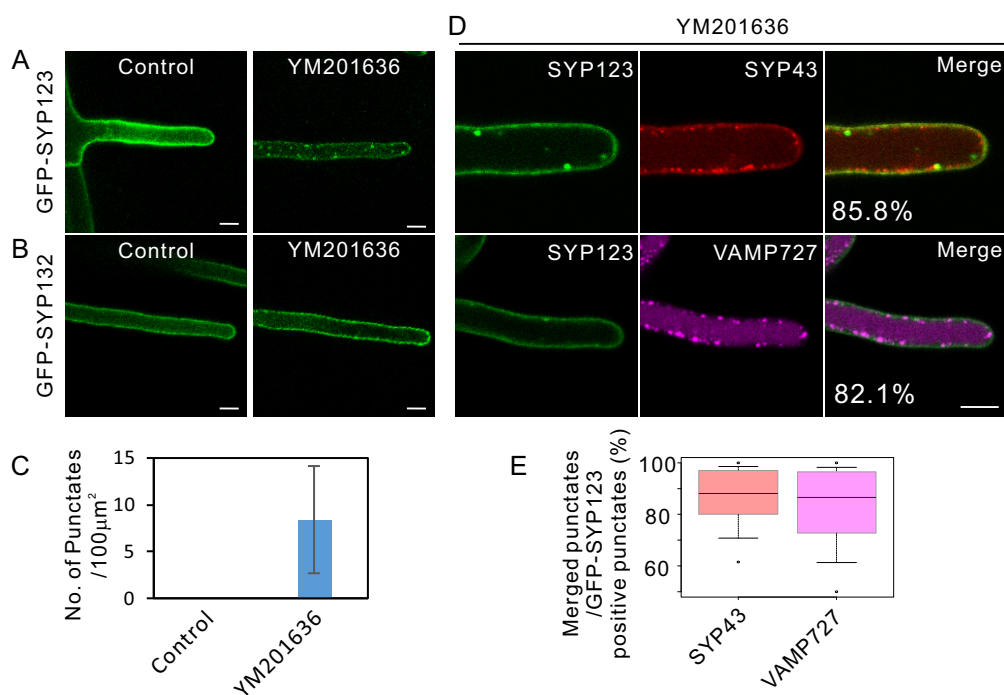 A
GFP-SYP123
Control
YM201636
B
GFP-SYP132
Control
YM201636
C
No. of Punctates
/100μm²
15
10
5
0
Control
YM201636
D
YM201636
SYP123
SYP43
Merge
85.8%
SYP123
VAMP727
Merge
82.1%
E
Merged punctates
/GFP-SYP123
positive punctates (%)
100
80
60
SYP43
VAMP727